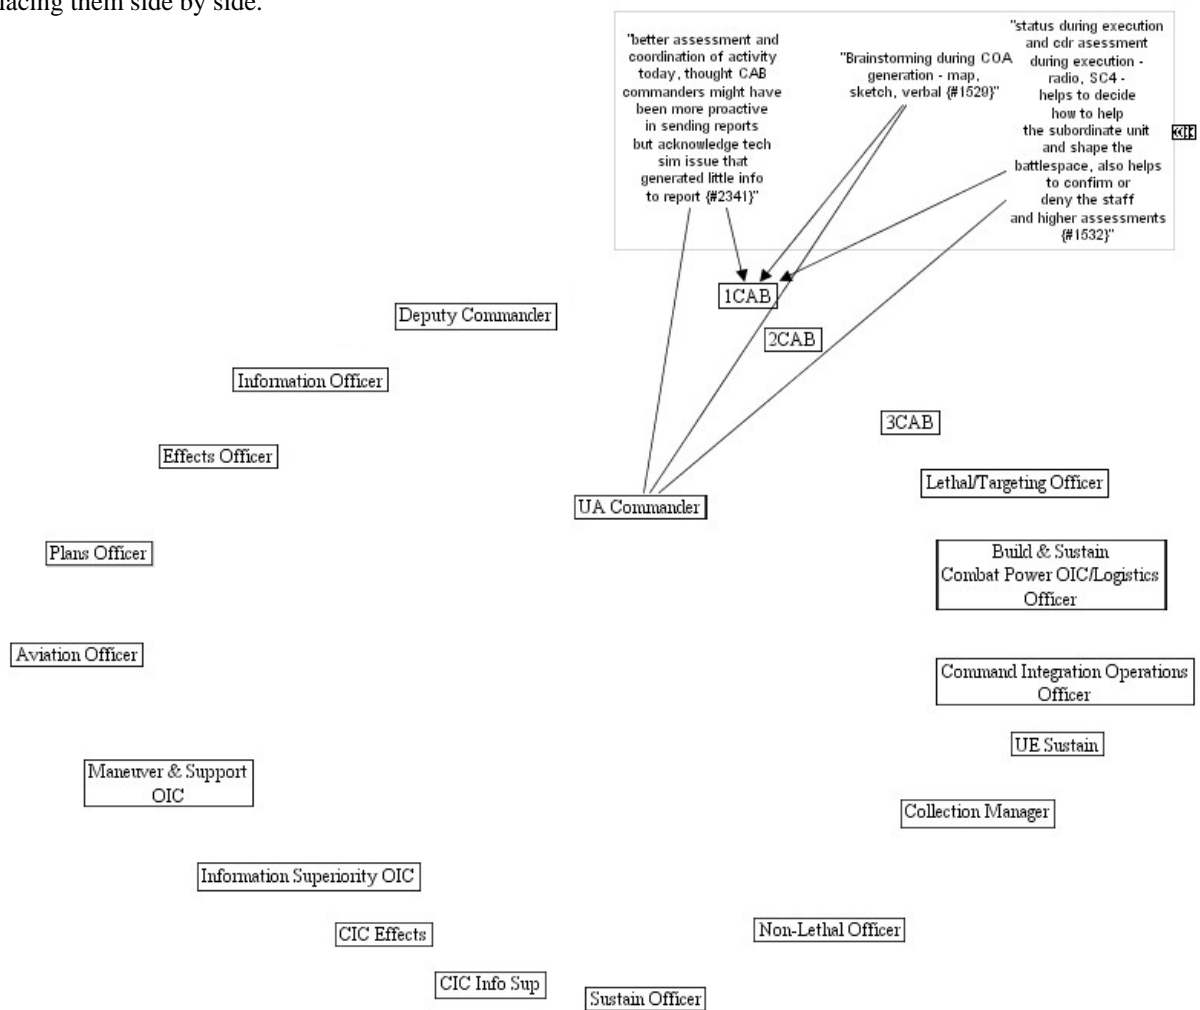 lacing them side by side.
"better assessment and
coordination of activity
today, thought CAB
commanders might have
been more proactive
in sending reports
but acknowledge tech
sim issue that
generated little info
to report {#2341}"
"Brainstorming during COA
generation - map,
sketch, verbal {#1529}"
"status during execution
and cdr asessment
during execution -
radio, SC4 -
helps to decide
how to help
the subordinate unit
and shape the
battlespace, also helps
to confirm or
deny the staff
and higher assessments
{#1532}"
1CAB
Deputy Commander
2CAB
Information Officer
3CAB
Effects Officer
Lethal/Targeting Officer
UA Commander
Plans Officer
Build & Sustain
Combat Power OIC/Logistics
Officer
Aviation Officer
Command Integration Operations
Officer
UE Sustain
Maneuver & Support
OIC
Collection Manager
Information Superiority OIC
CIC Effects
Non-Lethal Officer
CIC Info Sup
Sustain Officer